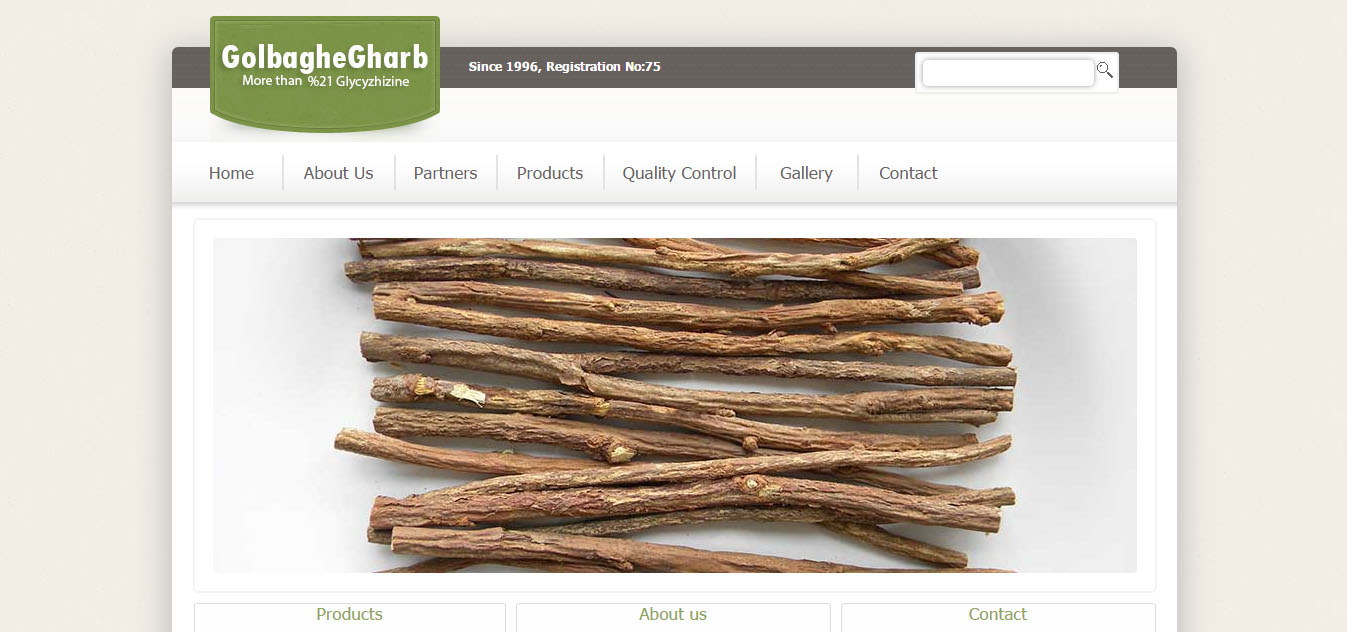 GolbagheGharb
More than %21 Glycyzhizine
Since 1996, Registration No:75
Home
About Us
Partners
Products
Quality Control
Gallery
Contact
Products
About us
Contact